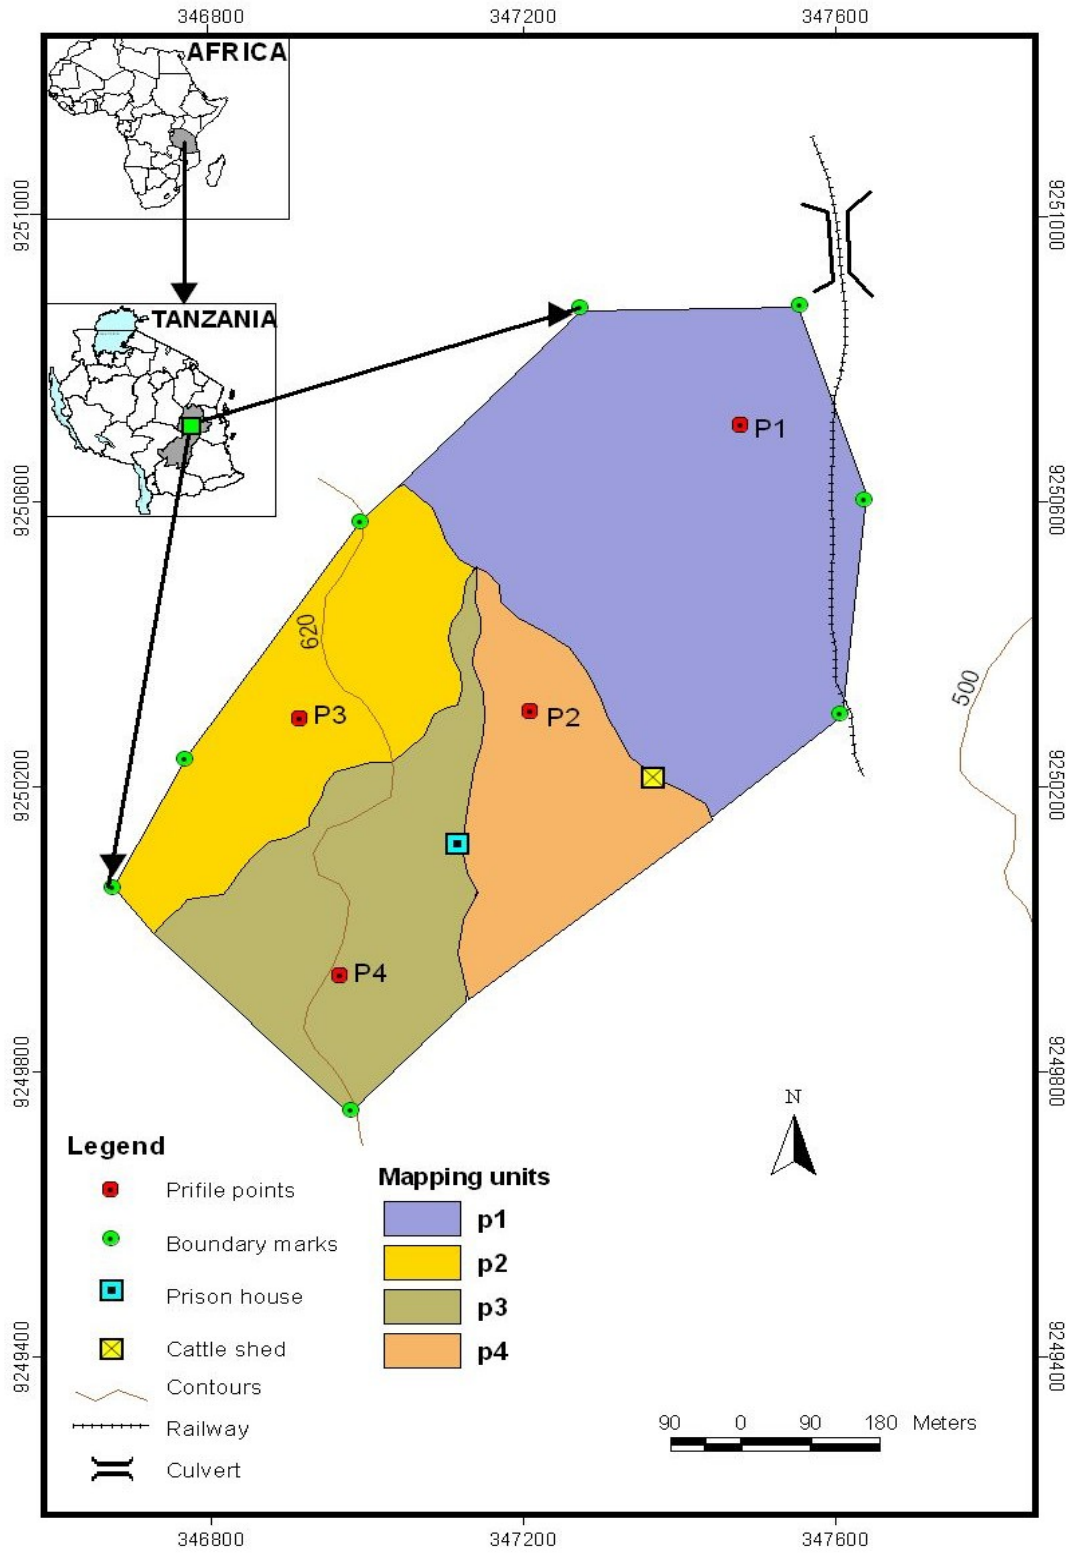 346800
347200
347600
AFRICA
9251000
9251000
TANZANIA
P1
9250600
9250600
620
500
P3
P2
9250200
9250200
P4
9249800
9249800
N
Legend
Prifile points
Boundary marks
Prison house
Cattle shed
Contours
Railway
Culvert
Mapping units
p1
p2
p3
p4
9249400
9249400
90 0 90 180 Meters
346800
347200
347600